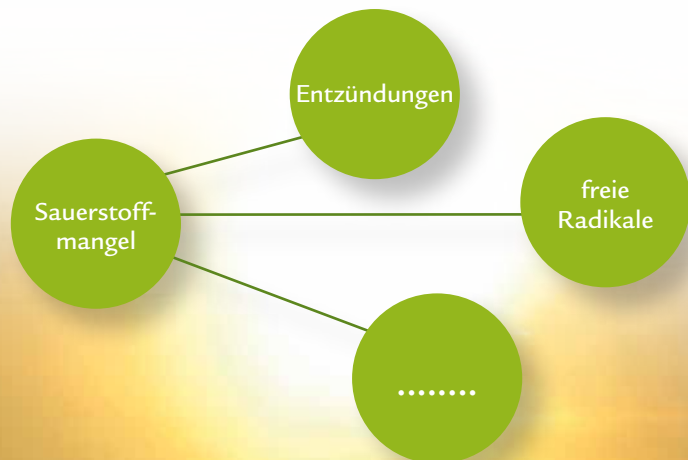 Entzündungen
Sauerstoff-
mangel
freie
Radikale
........